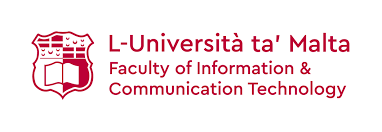 L-Università ta' Malta
Faculty of Information &
Communication Technology